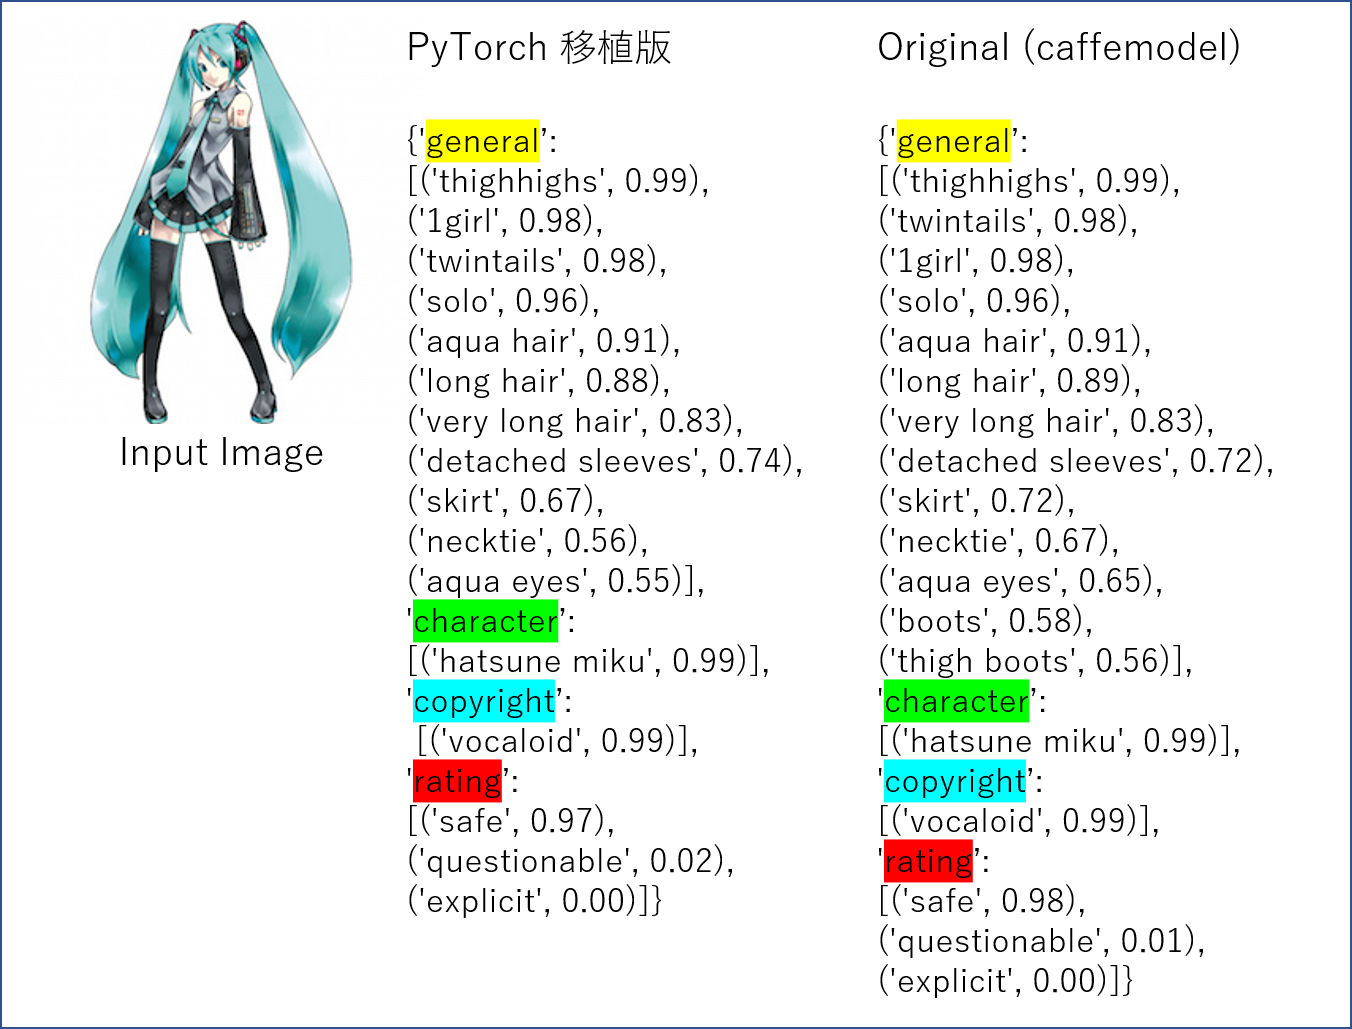 Input Image
PyTorch 移植版
{'general’:
[('thighhighs', 0.99),
('1girl', 0.98),
('twintails', 0.98),
('solo', 0.96),
('aqua hair', 0.91),
('long hair', 0.88),
('very long hair', 0.83),
('detached sleeves', 0.74),
('skirt', 0.67),
('necktie', 0.56),
('aqua eyes', 0.55)],
'character’:
[('hatsune miku', 0.99)],
'copyright’:
[('vocaloid', 0.99)],
'rating’:
[('safe', 0.97),
('questionable', 0.02),
('explicit', 0.00)]}
Original (caffemodel)
{'general’:
[('thighhighs', 0.99),
('twintails', 0.98),
('1girl', 0.98),
('solo', 0.96),
('aqua hair', 0.91),
('long hair', 0.89),
('very long hair', 0.83),
('detached sleeves', 0.72),
('skirt', 0.72),
('necktie', 0.67),
('aqua eyes', 0.65),
('boots', 0.58),
('thigh boots', 0.56)],
'character’:
[('hatsune miku', 0.99)],
'copyright’:
[('vocaloid', 0.99)],
'rating’:
[('safe', 0.98),
('questionable', 0.01),
('explicit', 0.00)]}